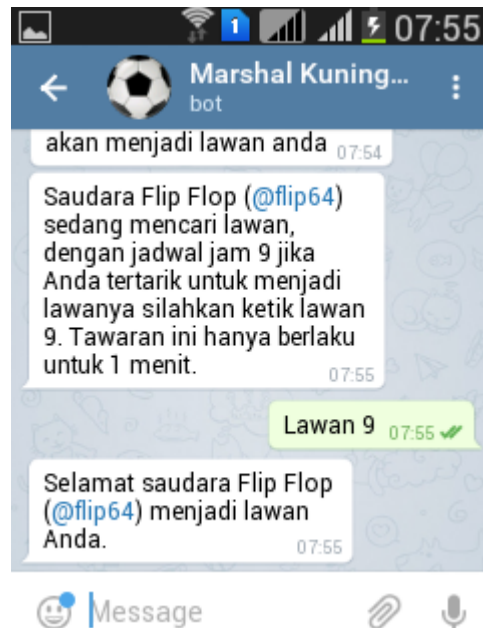 1 07:55
Marshal Kuning...
bot
akan menjadi lawan anda 07:54
Saudara Flip Flop (@flip64)
sedang mencari lawan,
dengan jadwal jam 9 jika
Anda tertarik untuk menjadi
lawanya silahkan ketik lawan
9. Tawaran ini hanya berlaku
untuk 1 menit. 07:55
Lawan 9 07:55
Selamat saudara Flip Flop
(@flip64) menjadi lawan
Anda. 07:55
Message